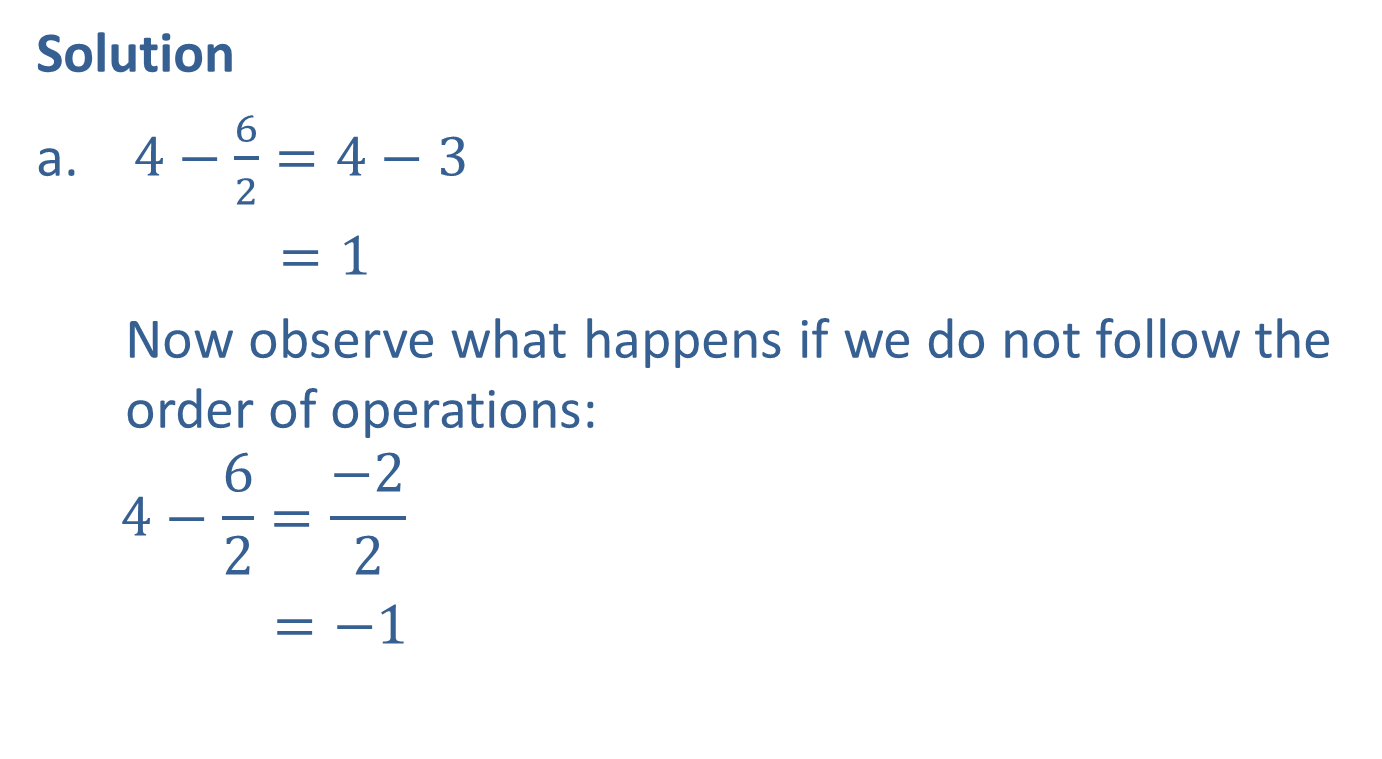 Solution
a. 4 − 6/2 = 4 − 3
= 1
Now observe what happens if we do not follow the
order of operations:
4 − 6/2 = −2/2
= −1